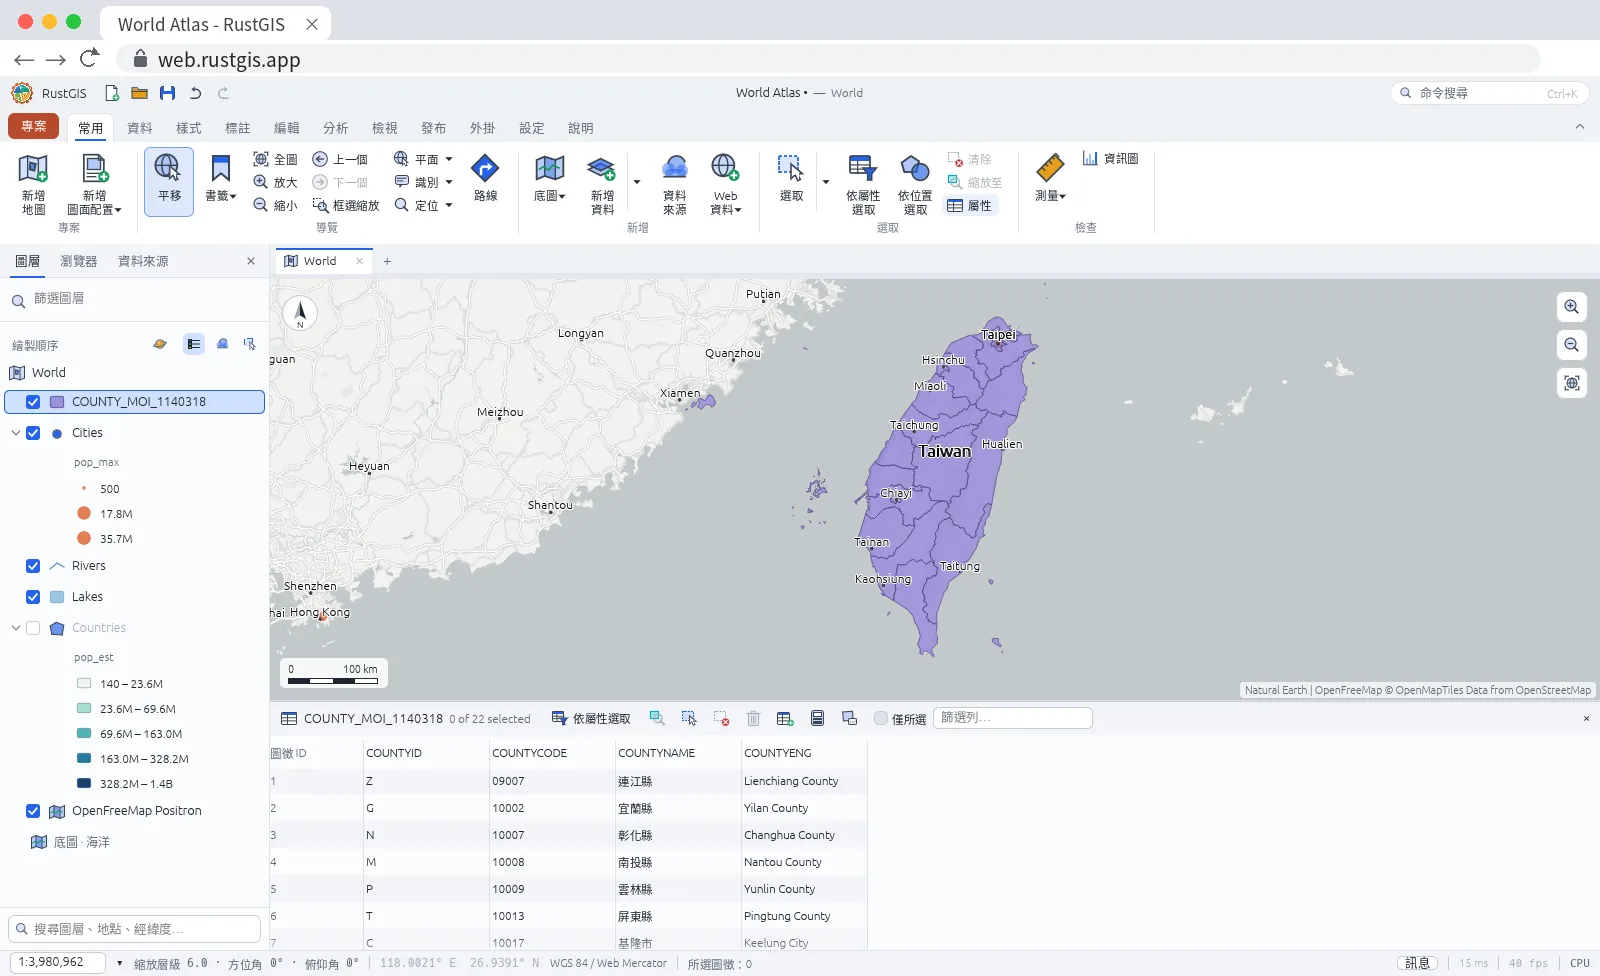 World Atlas - RustGIS
web.rustgis.app
RustGIS
World Atlas • — World
命令搜尋 Ctrl+K
專案 常用 資料 樣式 標註 編輯 分析 檢視 發布 外掛 設定 說明
新增地圖
新增圖面配置
專案
平移
書籤
全圖
放大
縮小
上一個
下一個
框選縮放
平面
識別
定位
路線
導覽
底圖
新增資料
資料來源
Web 資料
新增
選取
依屬性選取
依位置選取
清除
縮放至
屬性
選取
測量
資訊圖
檢查
圖層 瀏覽器 資料來源
篩選圖層
繪製順序
World
COUNTY_MOI_1140318
Cities
pop_max
500
17.8M
35.7M
Rivers
Lakes
Countries
pop_est
140 – 23.6M
23.6M – 69.6M
69.6M – 163.0M
163.0M – 328.2M
328.2M – 1.4B
OpenFreeMap Positron
底圖 · 海洋
搜尋圖層、地點、經緯度…
World
N
Putian
Longyan
guan
Quanzhou
Xiamen
Meizhou
Heyuan
Shantou
Shenzhen
hai Hong Kong
Taipei
Hsinchu
Miaoli
Taichung
Hualien
Taiwan
Chiayi
Tainan
Taitung
Kaohsiung
0 100 km
Natural Earth | OpenFreeMap © OpenMapTiles Data from OpenStreetMap
COUNTY_MOI_1140318 0 of 22 selected 依屬性選取 僅所選 篩選列…
圖徵 ID COUNTYID COUNTYCODE COUNTYNAME COUNTYENG
1 Z 09007 連江縣 Lienchiang County
2 G 10002 宜蘭縣 Yilan County
3 N 10007 彰化縣 Changhua County
4 M 10008 南投縣 Nantou County
5 P 10009 雲林縣 Yunlin County
6 T 10013 屏東縣 Pingtung County
7 C 10017 基隆市 Keelung City
1:3,980,962 縮放層級 6.0 · 方位角 0° · 俯仰角 0° 118.0021° E 26.9391° N WGS 84 / Web Mercator 所選圖徵：0 訊息 15 ms 40 fps CPU